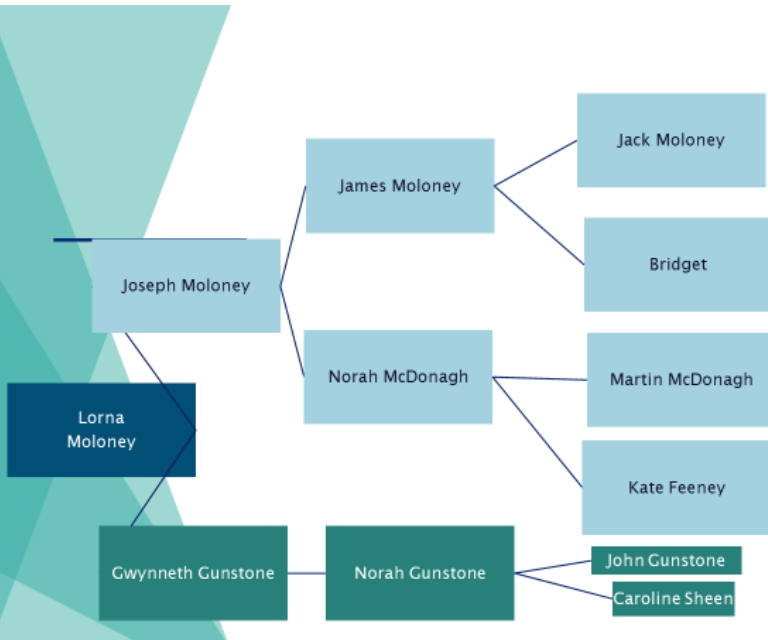 Jack Moloney
James Moloney
Bridget
Joseph Moloney
Norah McDonagh
Martin McDonagh
Lorna
Moloney
Kate Feeney
Gwynneth Gunstone
Norah Gunstone
John Gunstone
Caroline Sheen